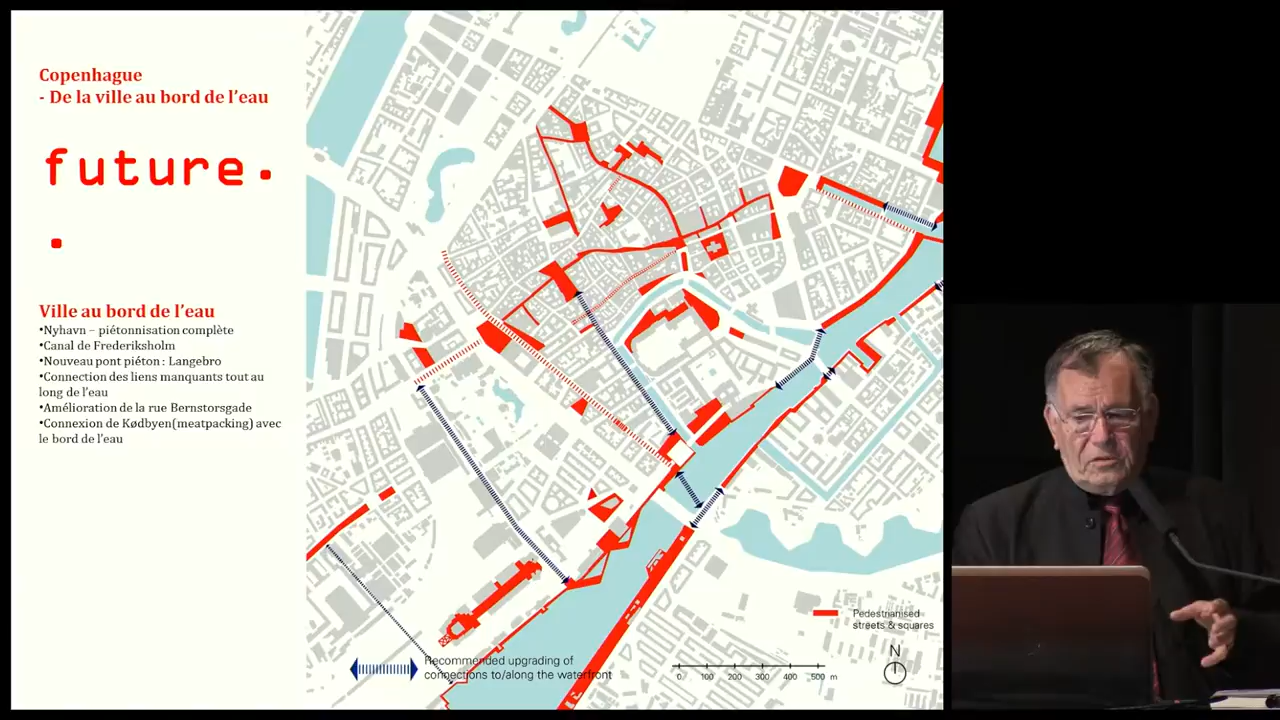 Copenhague
- De la ville au bord de l'eau
future.
.
Ville au bord de l'eau
•Nyhavn – piétonnisation complète
•Canal de Frederiksholm
•Nouveau pont piéton : Langebro
•Connection des liens manquants tout au
long de l'eau
•Amélioration de la rue Bernstorsgade
•Connexion de Kødbyen(meatpacking) avec
le bord de l'eau
Pedestrianised
streets & squares
N
Recommended upgrading of
connections to/along the waterfront
0 100 200 300 400 500 m